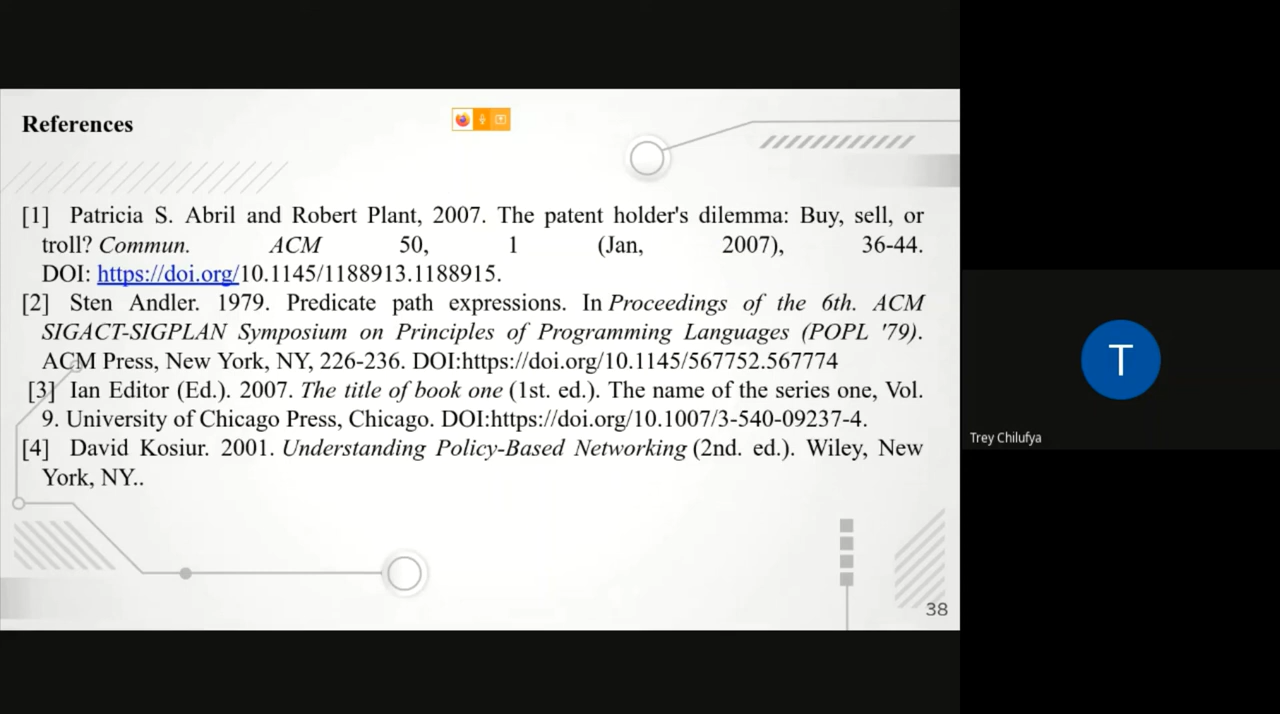 References
[1] Patricia S. Abril and Robert Plant, 2007. The patent holder's dilemma: Buy, sell, or
troll? Commun. ACM 50, 1 (Jan, 2007), 36-44.
DOI: https://doi.org/10.1145/1188913.1188915.
[2] Sten Andler. 1979. Predicate path expressions. In Proceedings of the 6th. ACM
SIGACT-SIGPLAN Symposium on Principles of Programming Languages (POPL '79).
ACM Press, New York, NY, 226-236. DOI:https://doi.org/10.1145/567752.567774
[3] Ian Editor (Ed.). 2007. The title of book one (1st. ed.). The name of the series one, Vol.
9. University of Chicago Press, Chicago. DOI:https://doi.org/10.1007/3-540-09237-4.
[4] David Kosiur. 2001. Understanding Policy-Based Networking (2nd. ed.). Wiley, New
York, NY..
38
T
Trey Chilufya